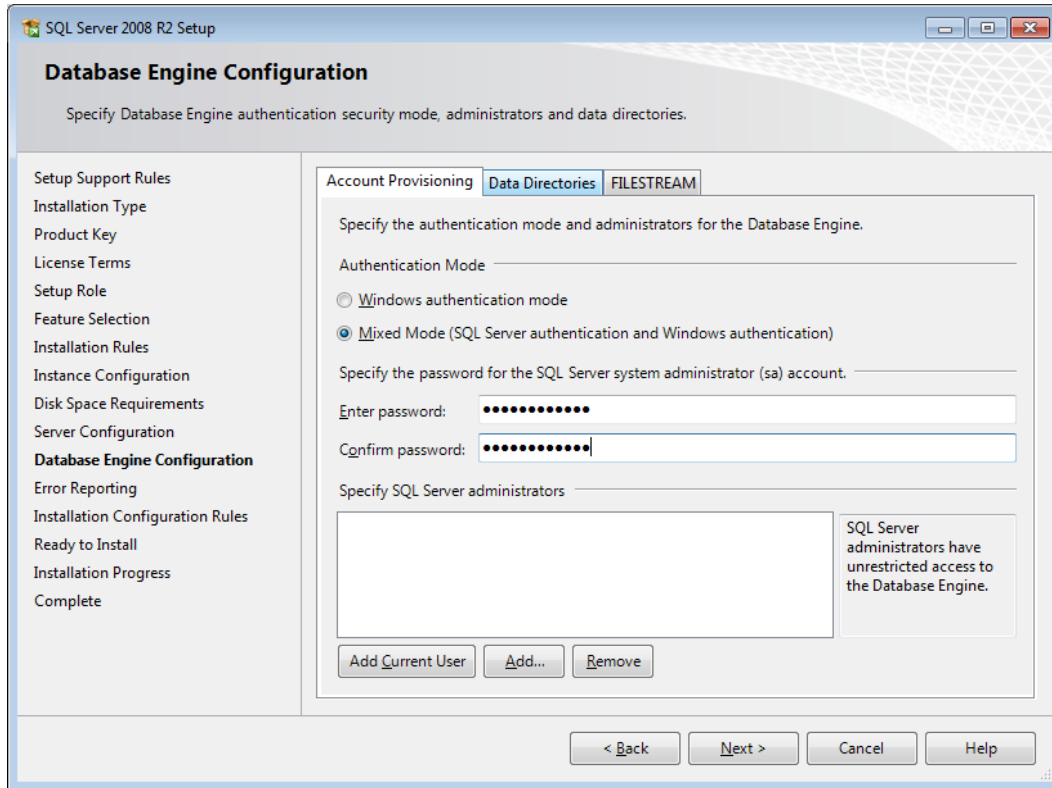 SQL Server 2008 R2 Setup
Database Engine Configuration
Specify Database Engine authentication security mode, administrators and data directories.
Setup Support Rules
Installation Type
Product Key
License Terms
Setup Role
Feature Selection
Installation Rules
Instance Configuration
Disk Space Requirements
Server Configuration
Database Engine Configuration
Error Reporting
Installation Configuration Rules
Ready to Install
Installation Progress
Complete
Account Provisioning Data Directories FILESTREAM
Specify the authentication mode and administrators for the Database Engine.
Authentication Mode
Windows authentication mode
Mixed Mode (SQL Server authentication and Windows authentication)
Specify the password for the SQL Server system administrator (sa) account.
Enter password: ●●●●●●●●●●●●
Confirm password: ●●●●●●●●●●●●
Specify SQL Server administrators
SQL Server
administrators have
unrestricted access to
the Database Engine.
Add Current User Add... Remove
< Back Next > Cancel Help